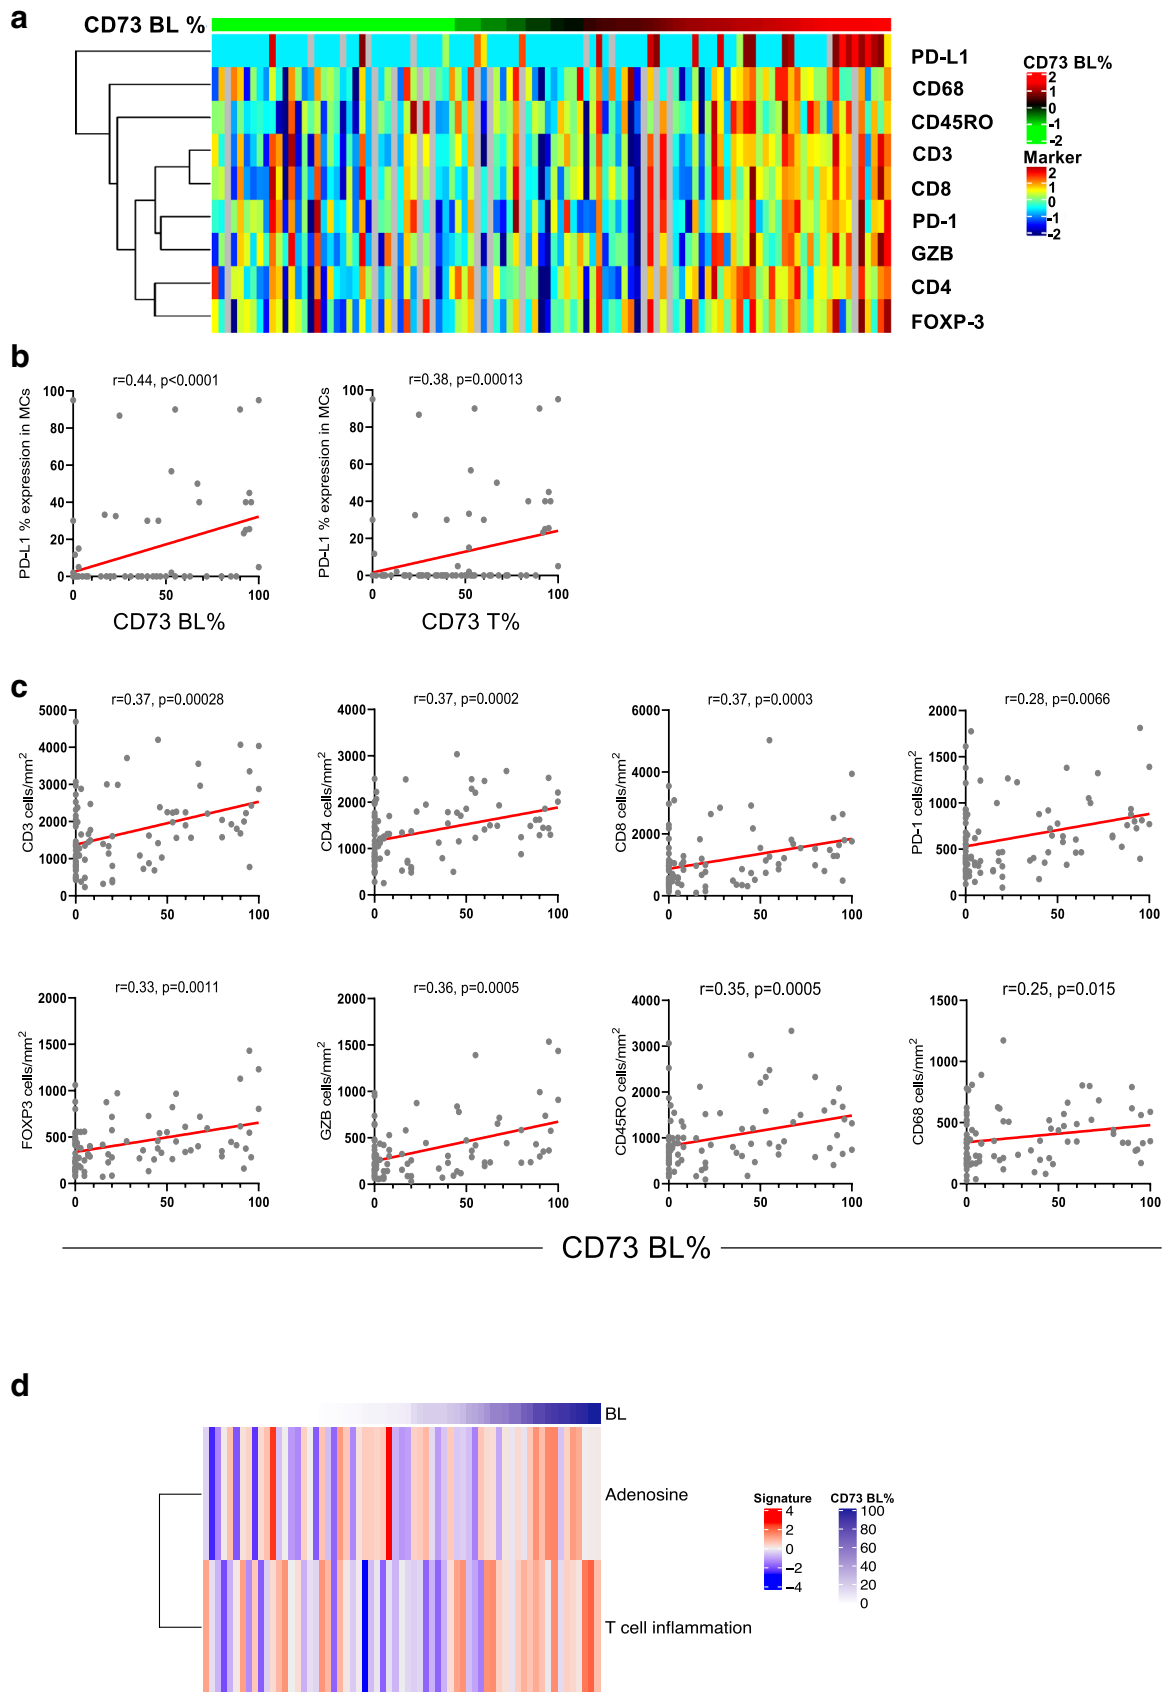 a
CD73 BL %
PD-L1
CD68
CD45RO
CD3
CD8
PD-1
GZB
CD4
FOXP-3
CD73 BL%
2
1
0
-1
-2
Marker
2
1
0
-1
-2
b
r=0.44, p<0.0001
PD-L1 % expression in MCs
100
80
60
40
20
0
0 50 100
CD73 BL%
r=0.38, p=0.00013
PD-L1 % expression in MCs
100
80
60
40
20
0
0 50 100
CD73 T%
c
r=0.37, p=0.00028
CD3 cells/mm²
5000
4000
3000
2000
1000
0
0 50 100
r=0.37, p=0.0002
CD4 cells/mm²
4000
3000
2000
1000
0
0 50 100
r=0.37, p=0.0003
CD8 cells/mm²
6000
4000
2000
0
0 50 100
r=0.28, p=0.0066
PD-1 cells/mm²
2000
1500
1000
500
0
0 50 100
r=0.33, p=0.0011
FOXP3 cells/mm²
2000
1500
1000
500
0
0 50 100
r=0.36, p=0.0005
GZB cells/mm²
2000
1500
1000
500
0
0 50 100
r=0.35, p=0.0005
CD45RO cells/mm²
4000
3000
2000
1000
0
0 50 100
r=0.25, p=0.015
CD68 cells/mm²
1500
1000
500
0
0 50 100
CD73 BL%
d
BL
Adenosine
T cell inflammation
Signature
4
2
0
−2
−4
CD73 BL%
100
80
60
40
20
0